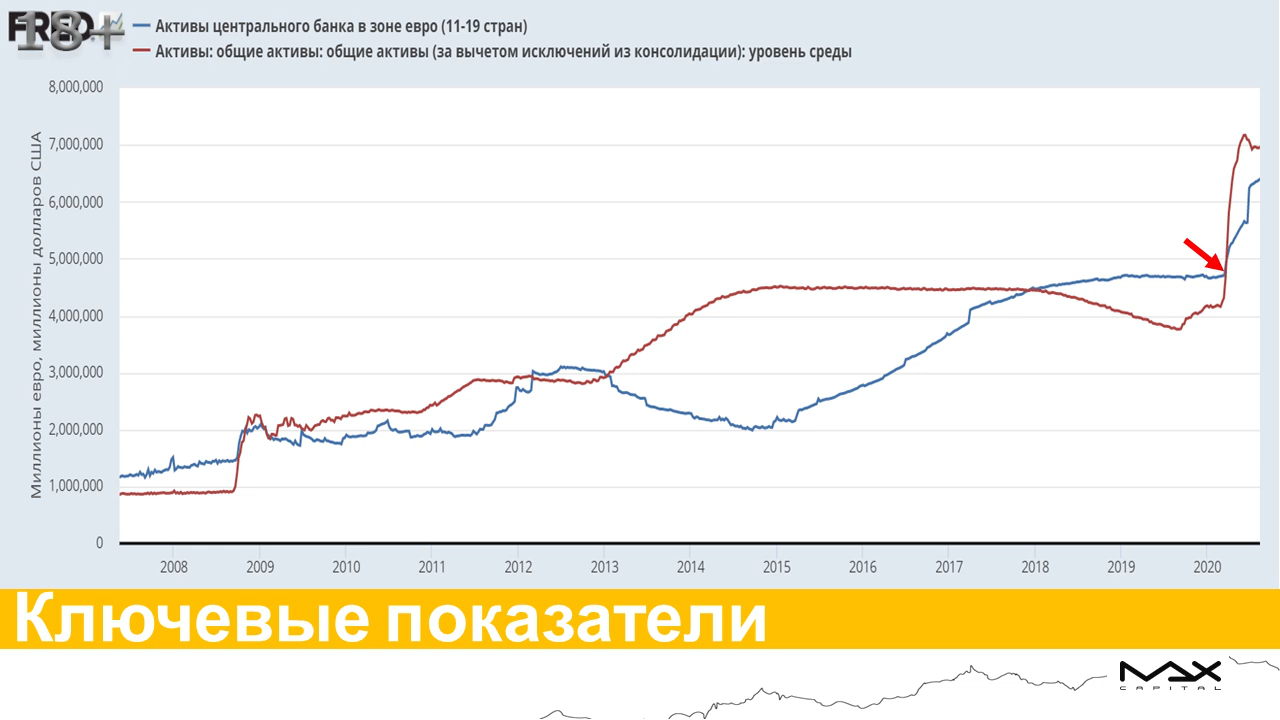 FRED
18+
Активы центрального банка в зоне евро (11-19 стран)
Активы: общие активы: общие активы (за вычетом исключений из консолидации): уровень среды
Миллионы евро, миллионы долларов США
8,000,000
7,000,000
6,000,000
5,000,000
4,000,000
3,000,000
2,000,000
1,000,000
0
2008 2009 2010 2011 2012 2013 2014 2015 2016 2017 2018 2019 2020
Ключевые показатели
MAX
CAPITAL